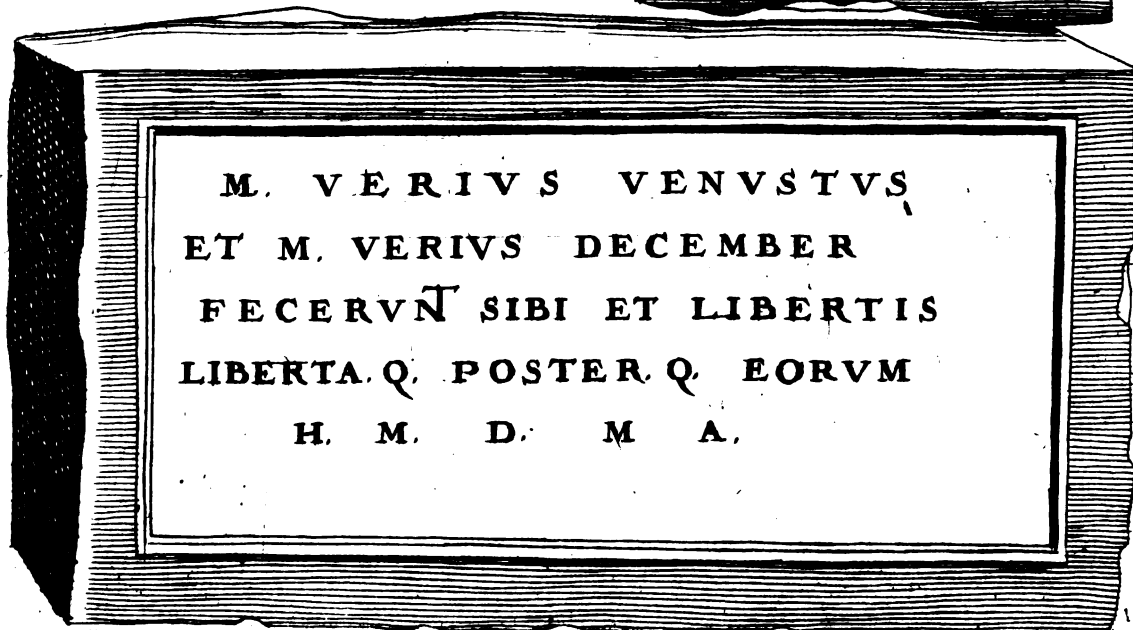 M. VERIVS VENVSTVS
ET M. VERIVS DECEMBER
FECERVNT SIBI ET LIBERTIS
LIBERTA. Q. POSTER. Q. EORVM
H. M. D. M A.